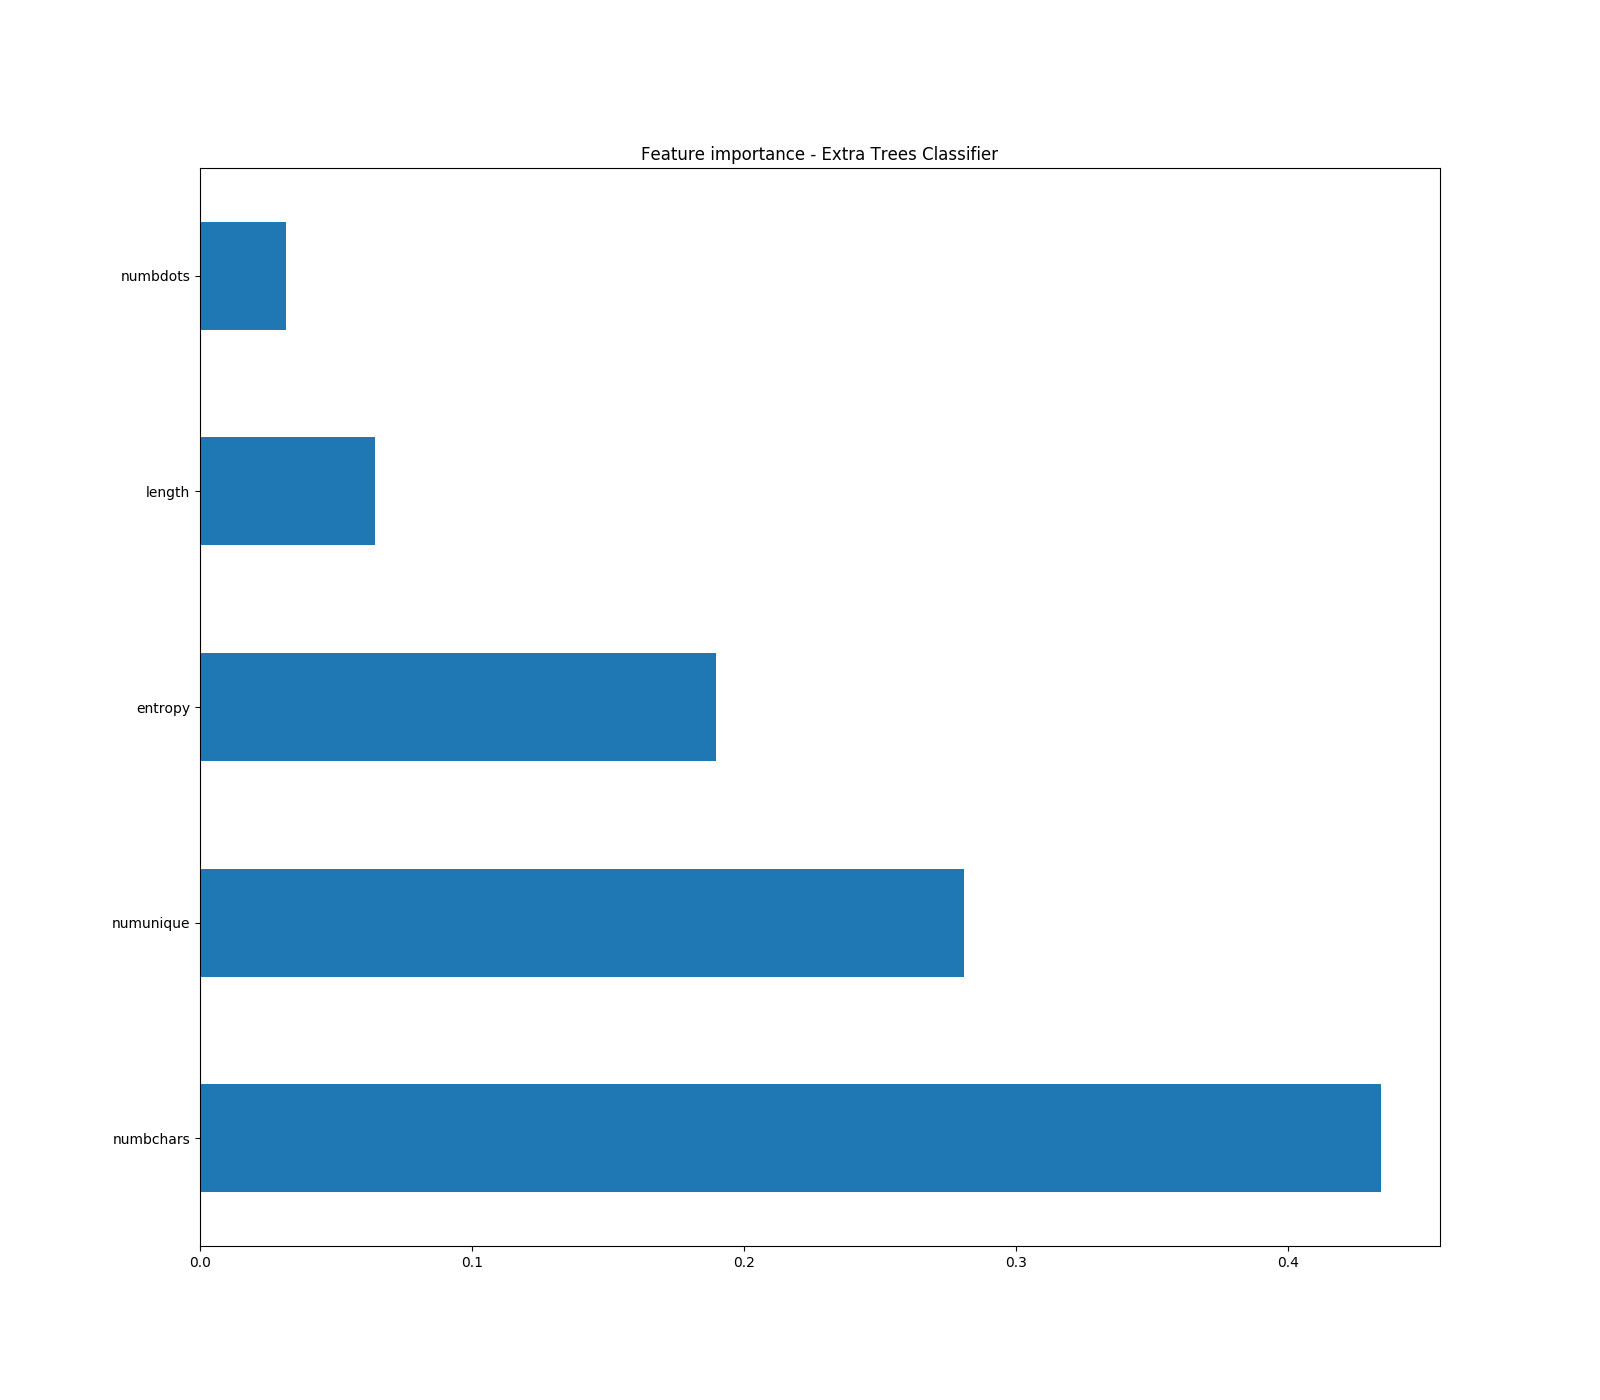 Feature importance - Extra Trees Classifier
numbdots
length
entropy
numunique
numbchars
0.0 0.1 0.2 0.3 0.4